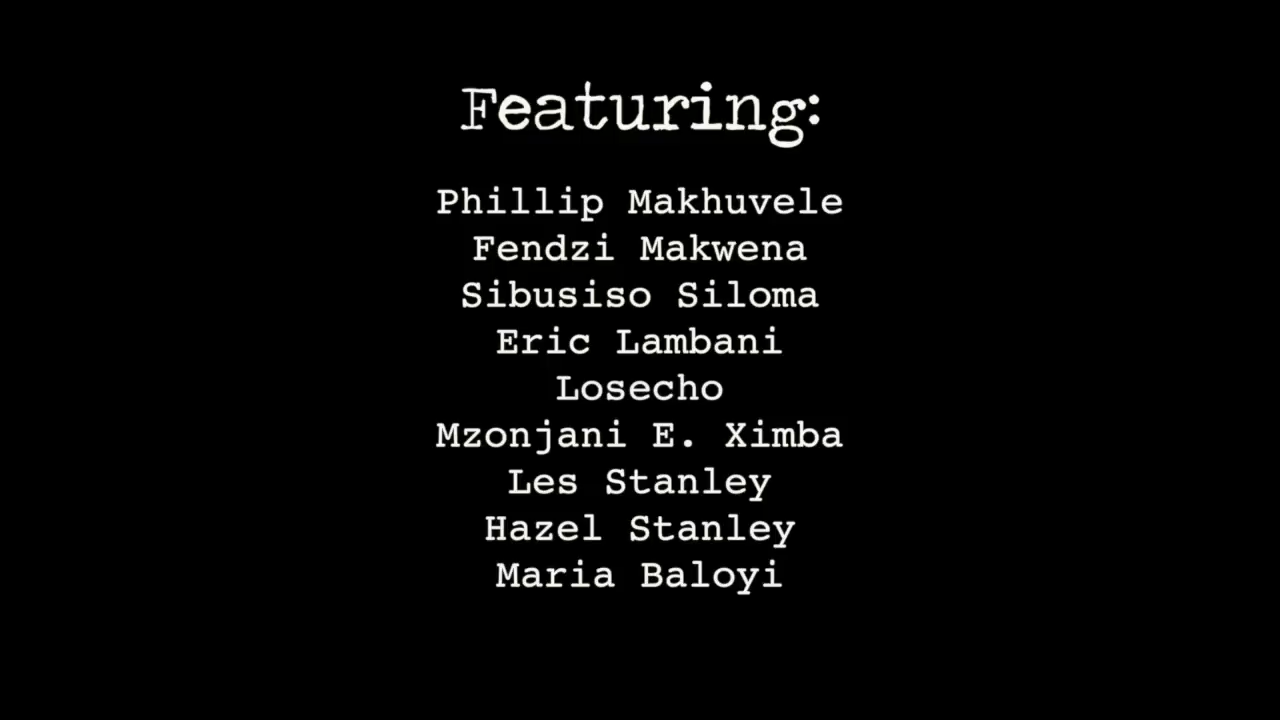 Featuring:
Phillip Makhuvele
Fendzi Makwena
Sibusiso Siloma
Eric Lambani
Losecho
Mzonjani E. Ximba
Les Stanley
Hazel Stanley
Maria Baloyi